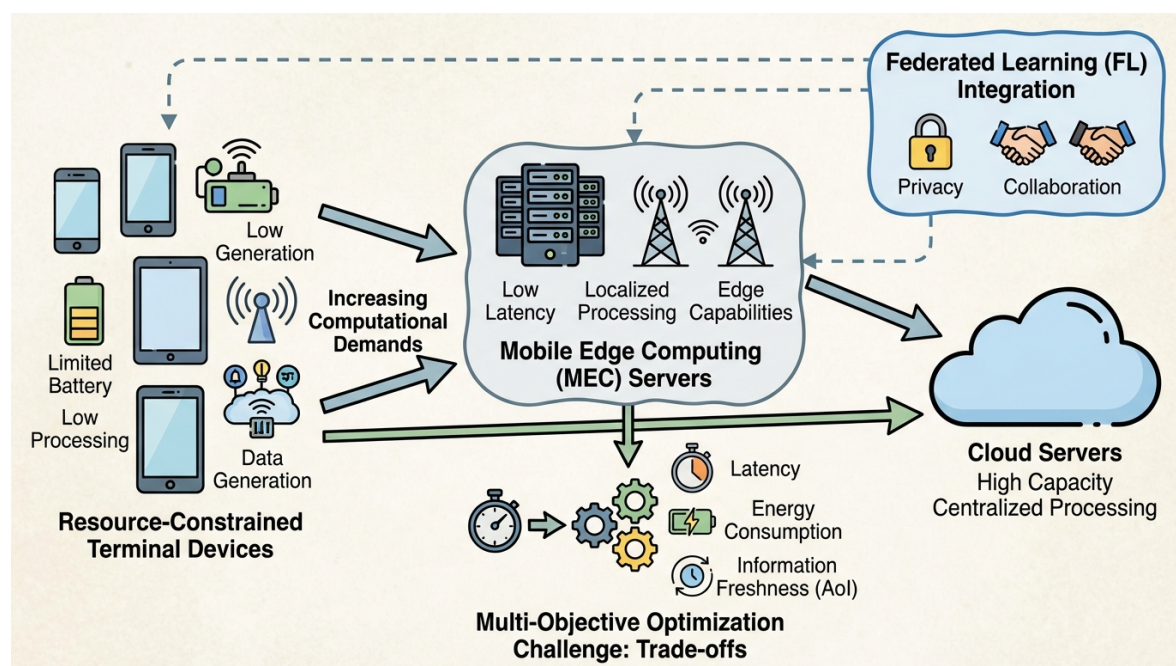 Federated Learning (FL)
Integration
Privacy
Collaboration
Low
Generation
Limited
Battery
Low
Processing
Data
Generation
Resource-Constrained
Terminal Devices
Increasing
Computational
Demands
Low
Latency
Localized
Processing
Edge
Capabilities
Mobile Edge Computing
(MEC) Servers
Cloud Servers
High Capacity
Centralized Processing
Latency
Energy
Consumption
Information
Freshness (AoI)
Multi-Objective Optimization
Challenge: Trade-offs